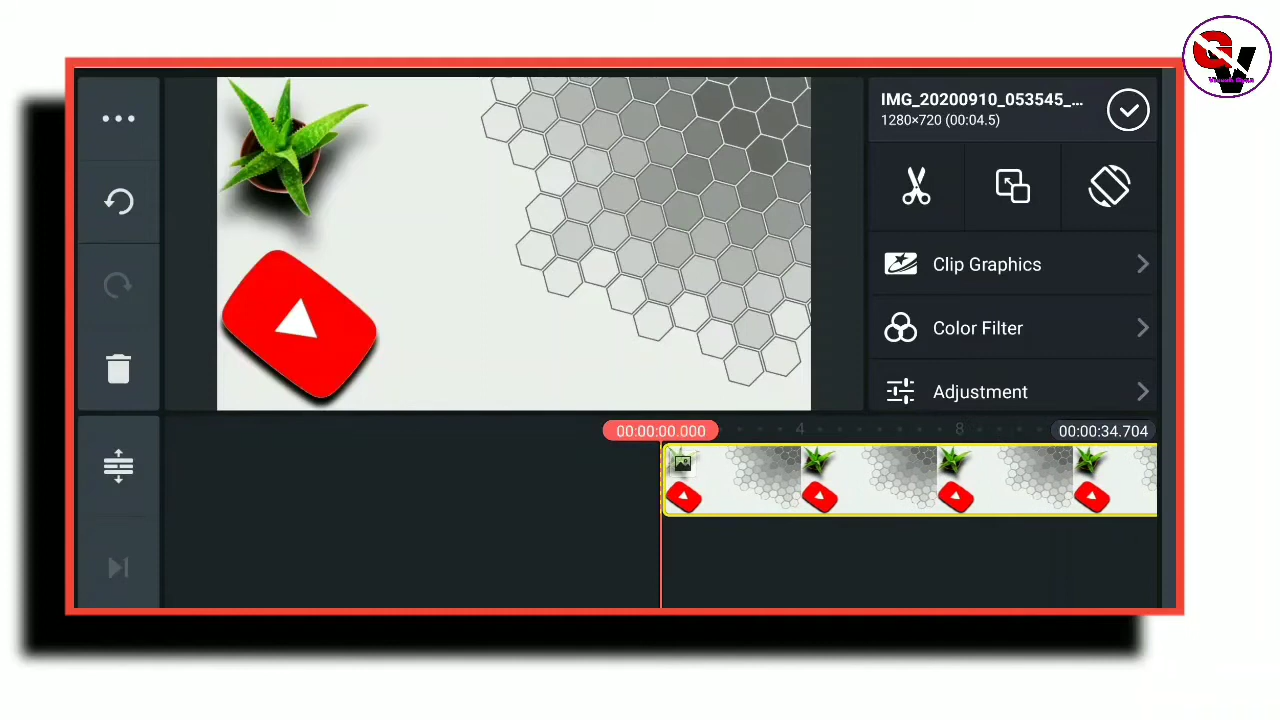 IMG_20200910_053545_...
1280×720 (00:04.5)
Clip Graphics
Color Filter
Adjustment
00:00:00.000
4
8
00:00:34.704